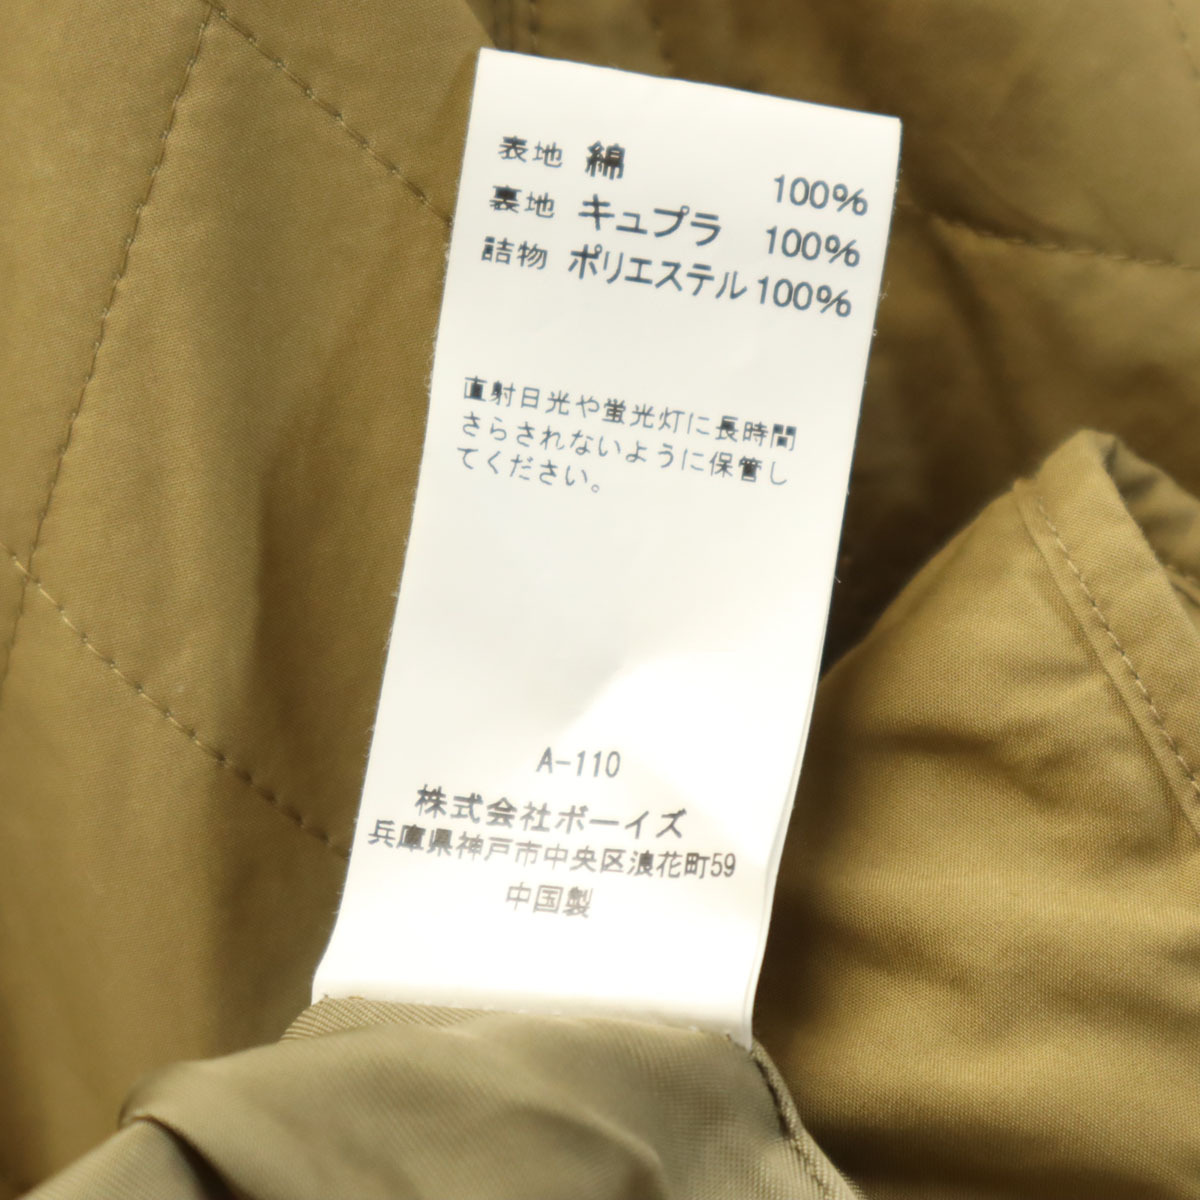 表地 綿 100%
裏地 キュプラ 100%
詰物 ポリエステル 100%
直射日光や蛍光灯に長時間
さらされないように保管し
てください。
A-110
株式会社ボーイズ
兵庫県神戸市中央区浪花町59
中国製